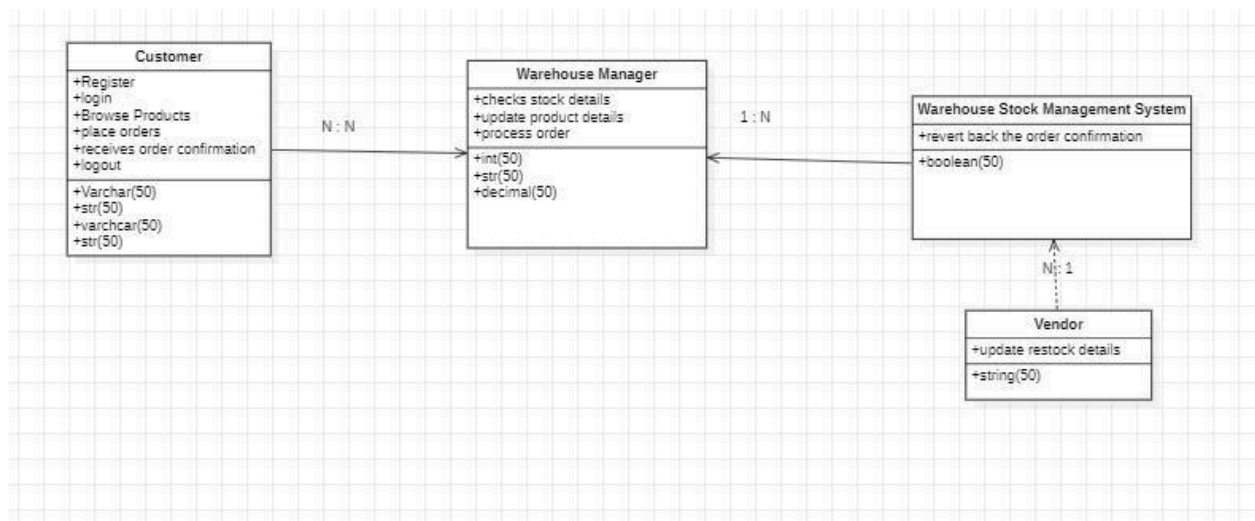 Customer
+Register
+login
+Browse Products
+place orders
+receives order confirmation
+logout
+Varchar(50)
+str(50)
+varchcar(50)
+str(50)
N : N
Warehouse Manager
+checks stock details
+update product details
+process order
+int(50)
+str(50)
+decimal(50)
1 : N
Warehouse Stock Management System
+revert back the order confirmation
+boolean(50)
N : 1
Vendor
+update restock details
+string(50)